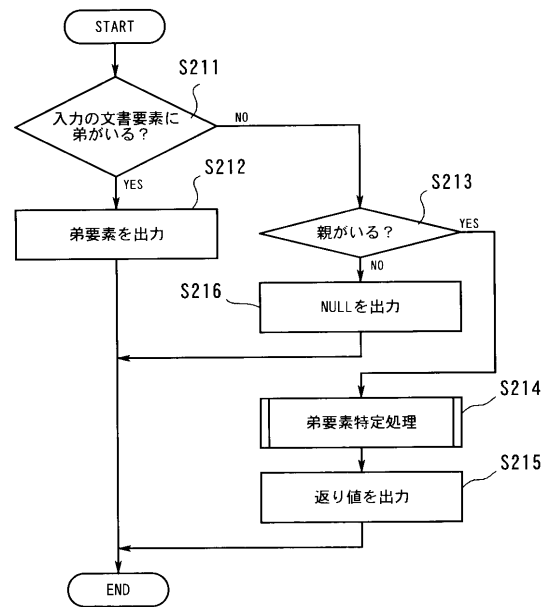 START
S211
入力の文書要素に
弟がいる？
NO
YES
S212
弟要素を出力
S213
親がいる？
YES
NO
S216
NULLを出力
S214
弟要素特定処理
S215
返り値を出力
END